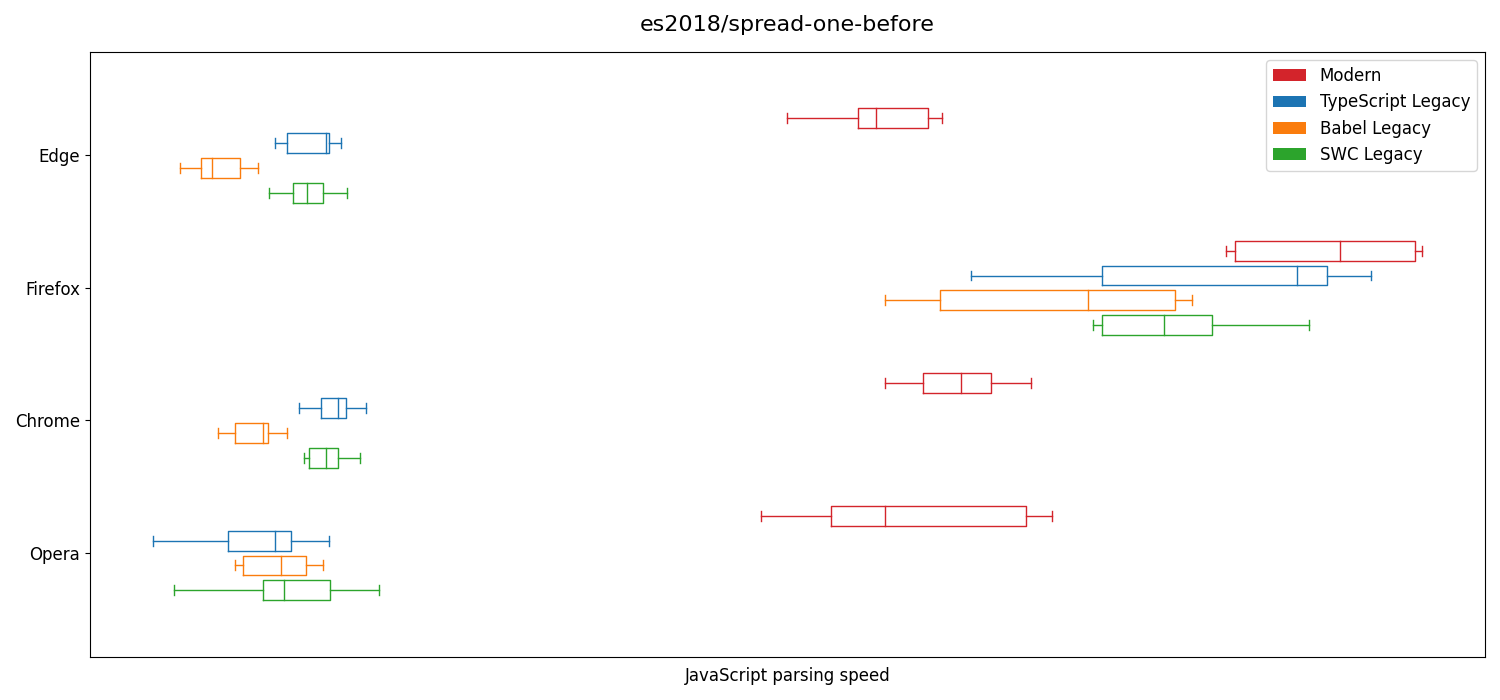 es2018/spread-one-before
Modern
TypeScript Legacy
Babel Legacy
SWC Legacy
Edge
Firefox
Chrome
Opera
JavaScript parsing speed